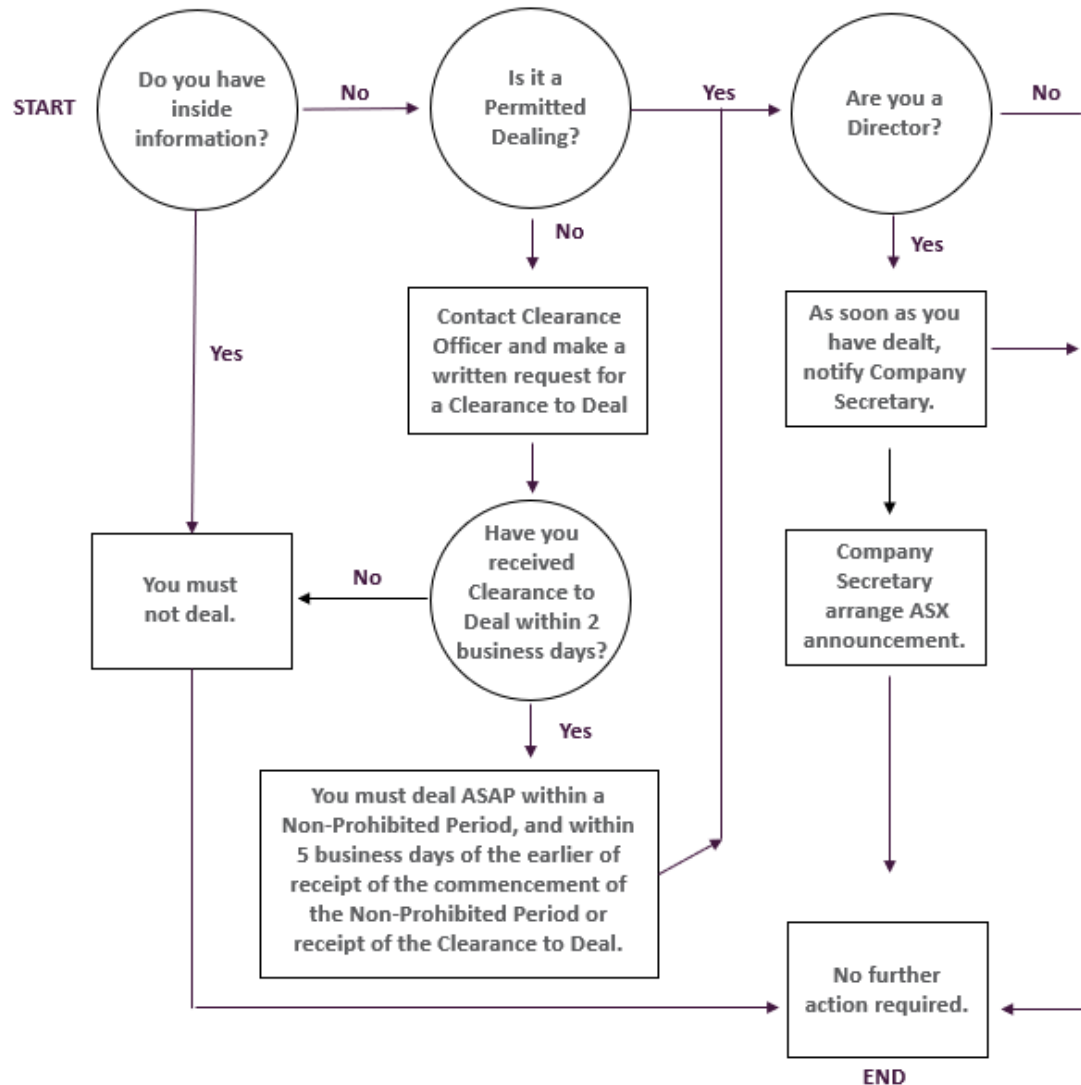 START
Do you have
inside
information?
No
Is it a
Permitted
Dealing?
Yes
Are you a
Director?
No
No
Yes
Contact Clearance
Officer and make a
written request for
a Clearance to Deal
As soon as you
have dealt,
notify Company
Secretary.
Yes
Have you
received
Clearance to
Deal within 2
business days?
No
You must
not deal.
Company
Secretary
arrange ASX
announcement.
Yes
You must deal ASAP within a
Non-Prohibited Period, and within
5 business days of the earlier of
receipt of the commencement of
the Non-Prohibited Period or
receipt of the Clearance to Deal.
No further
action required.
END